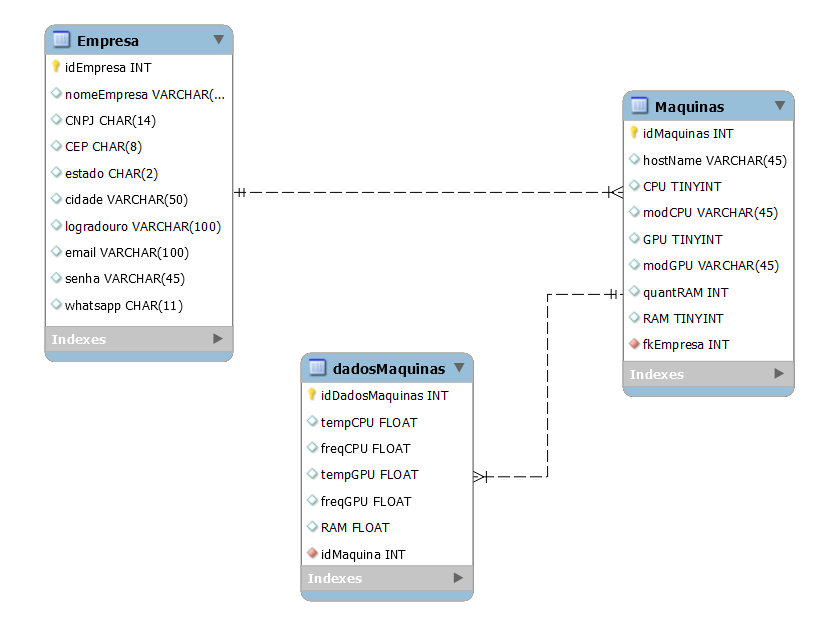 Empresa
idEmpresa INT
nomeEmpresa VARCHAR(...
CNPJ CHAR(14)
CEP CHAR(8)
estado CHAR(2)
cidade VARCHAR(50)
logradouro VARCHAR(100)
email VARCHAR(100)
senha VARCHAR(45)
whatsapp CHAR(11)
Indexes
Maquinas
idMaquinas INT
hostName VARCHAR(45)
CPU TINYINT
modCPU VARCHAR(45)
GPU TINYINT
modGPU VARCHAR(45)
quantRAM INT
RAM TINYINT
fkEmpresa INT
Indexes
dadosMaquinas
idDadosMaquinas INT
tempCPU FLOAT
freqCPU FLOAT
tempGPU FLOAT
freqGPU FLOAT
RAM FLOAT
idMaquina INT
Indexes